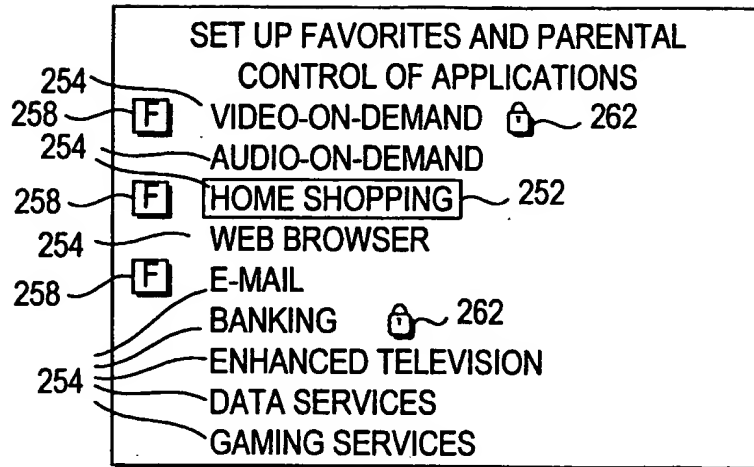 SET UP FAVORITES AND PARENTAL
CONTROL OF APPLICATIONS
254
258 F VIDEO-ON-DEMAND 262
254 AUDIO-ON-DEMAND
258 F HOME SHOPPING 252
254 WEB BROWSER
258 F E-MAIL
BANKING 262
ENHANCED TELEVISION
254 DATA SERVICES
GAMING SERVICES